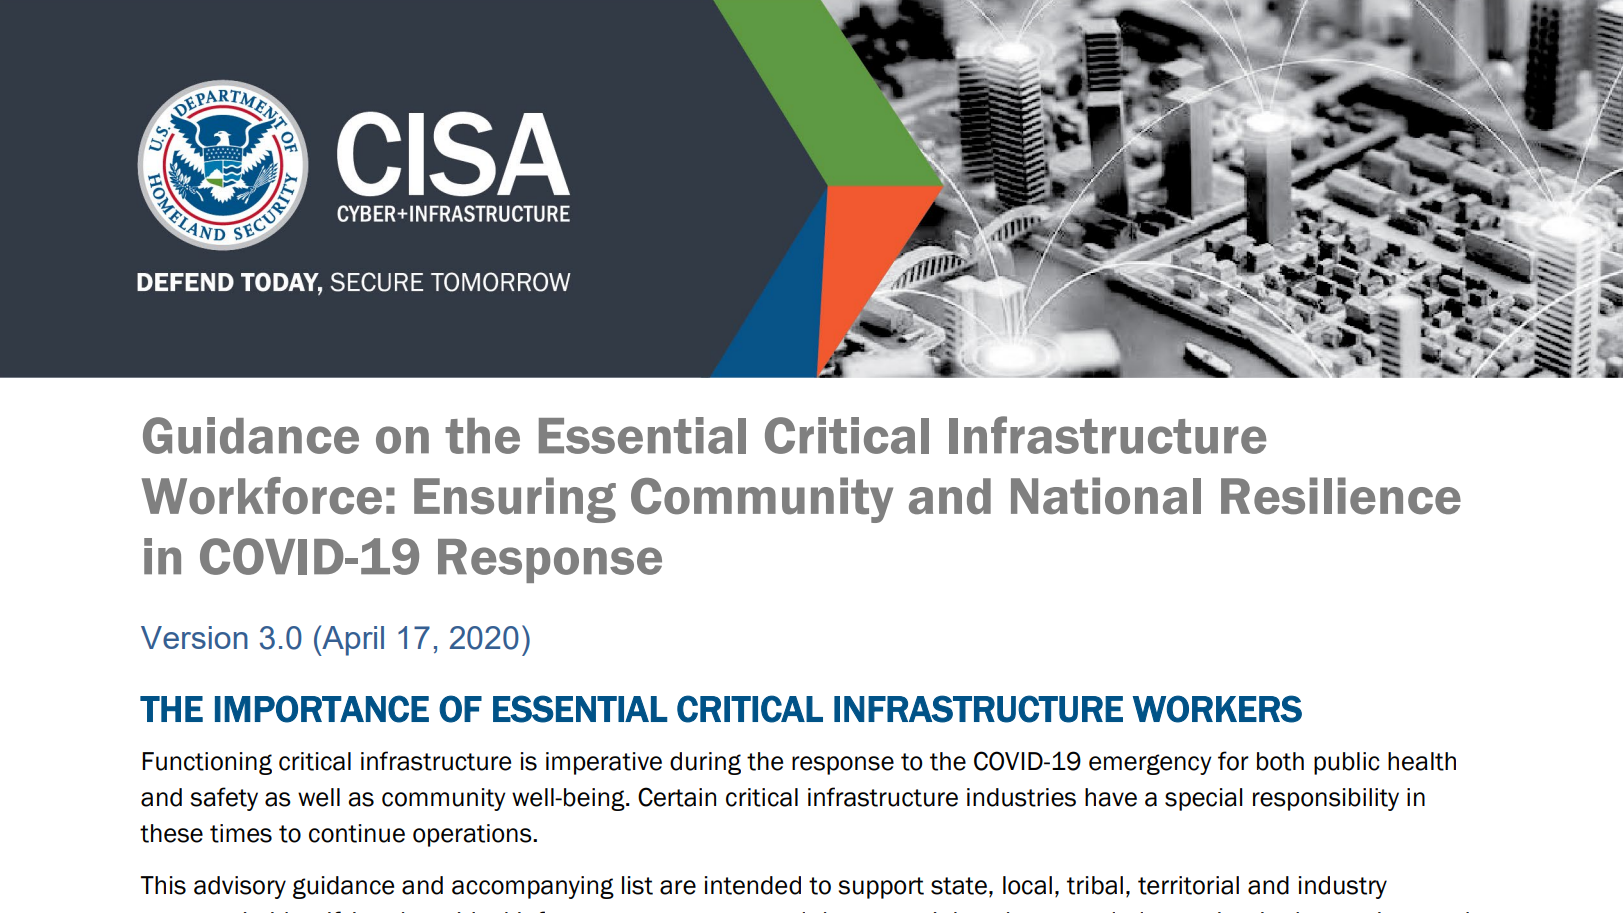 U.S. DEPARTMENT OF
HOMELAND SECURITY
CISA
CYBER+INFRASTRUCTURE
DEFEND TODAY, SECURE TOMORROW
Guidance on the Essential Critical Infrastructure
Workforce: Ensuring Community and National Resilience
in COVID-19 Response
Version 3.0 (April 17, 2020)
THE IMPORTANCE OF ESSENTIAL CRITICAL INFRASTRUCTURE WORKERS
Functioning critical infrastructure is imperative during the response to the COVID-19 emergency for both public health
and safety as well as community well-being. Certain critical infrastructure industries have a special responsibility in
these times to continue operations.
This advisory guidance and accompanying list are intended to support state, local, tribal, territorial and industry